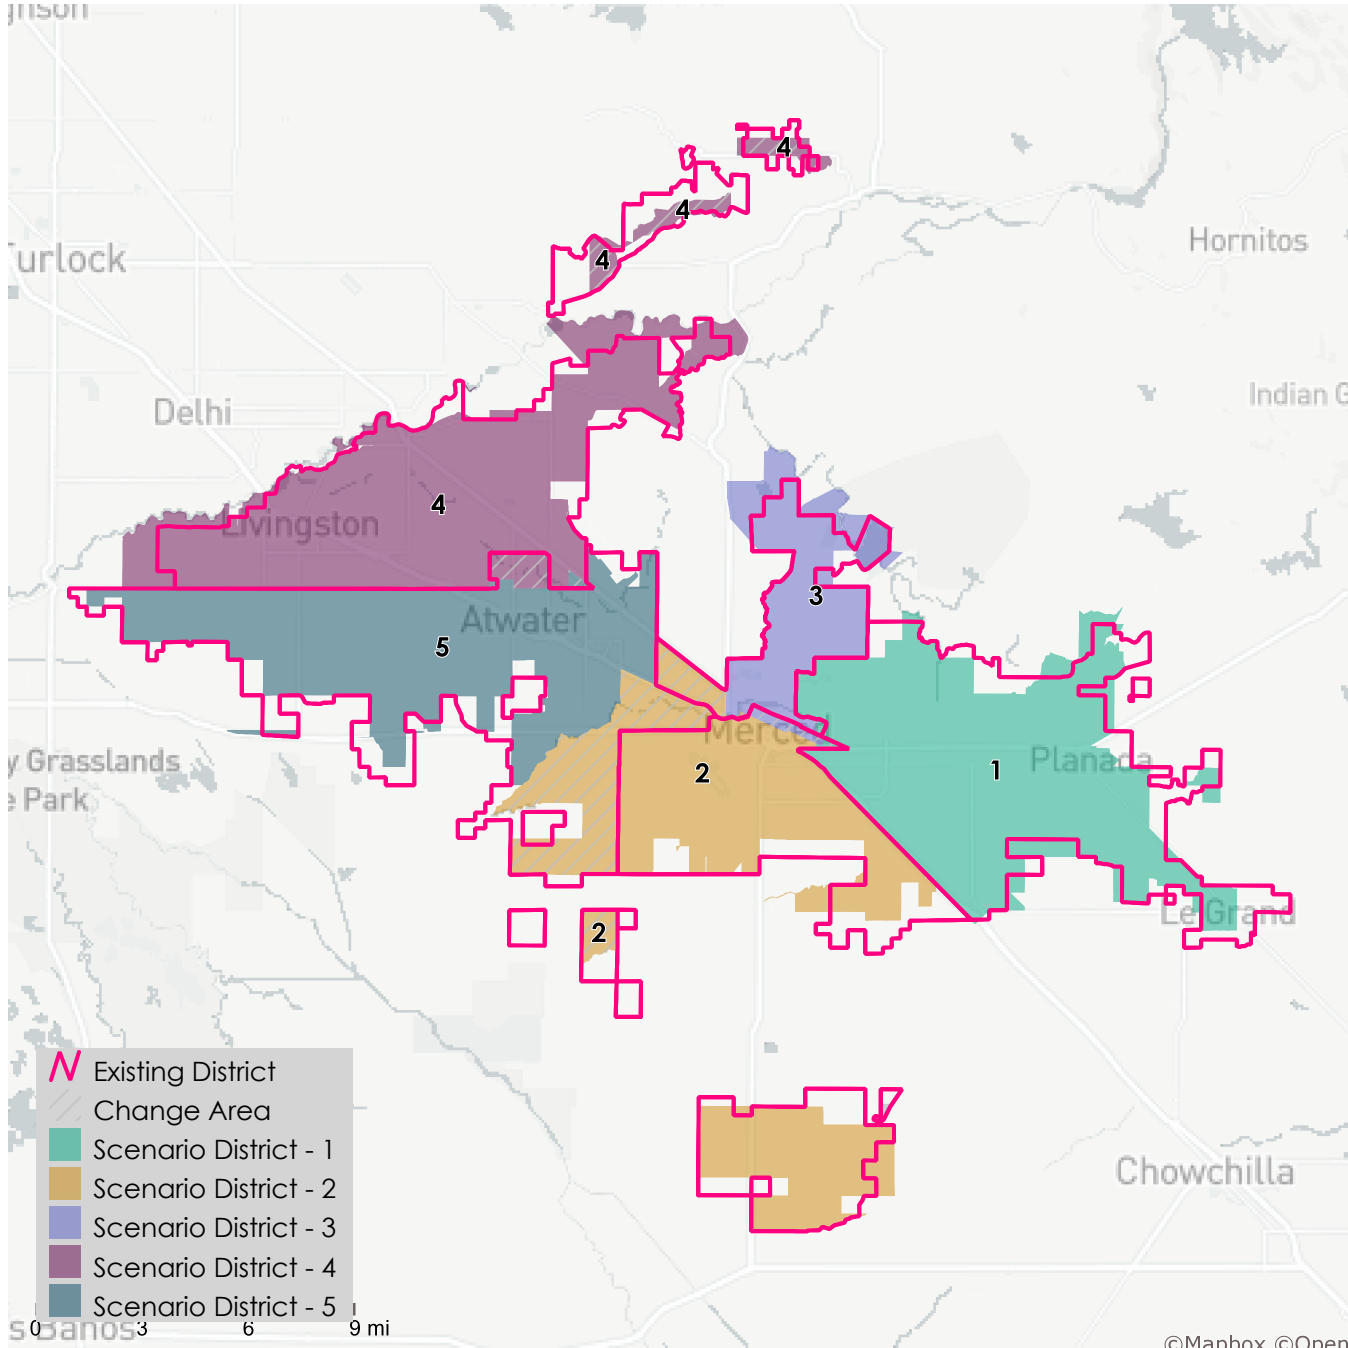 4
4
4
Hornitos
Turlock
Indian G
Delhi
4
Livingston
3
Atwater
5
Merced
Planada
1
2
y Grasslands
e Park
Le Grand
2
Existing District
Change Area
Scenario District - 1
Scenario District - 2
Scenario District - 3
Scenario District - 4
Scenario District - 5
Chowchilla
s Banos
0 3 6 9 mi
©Mapbox ©Open